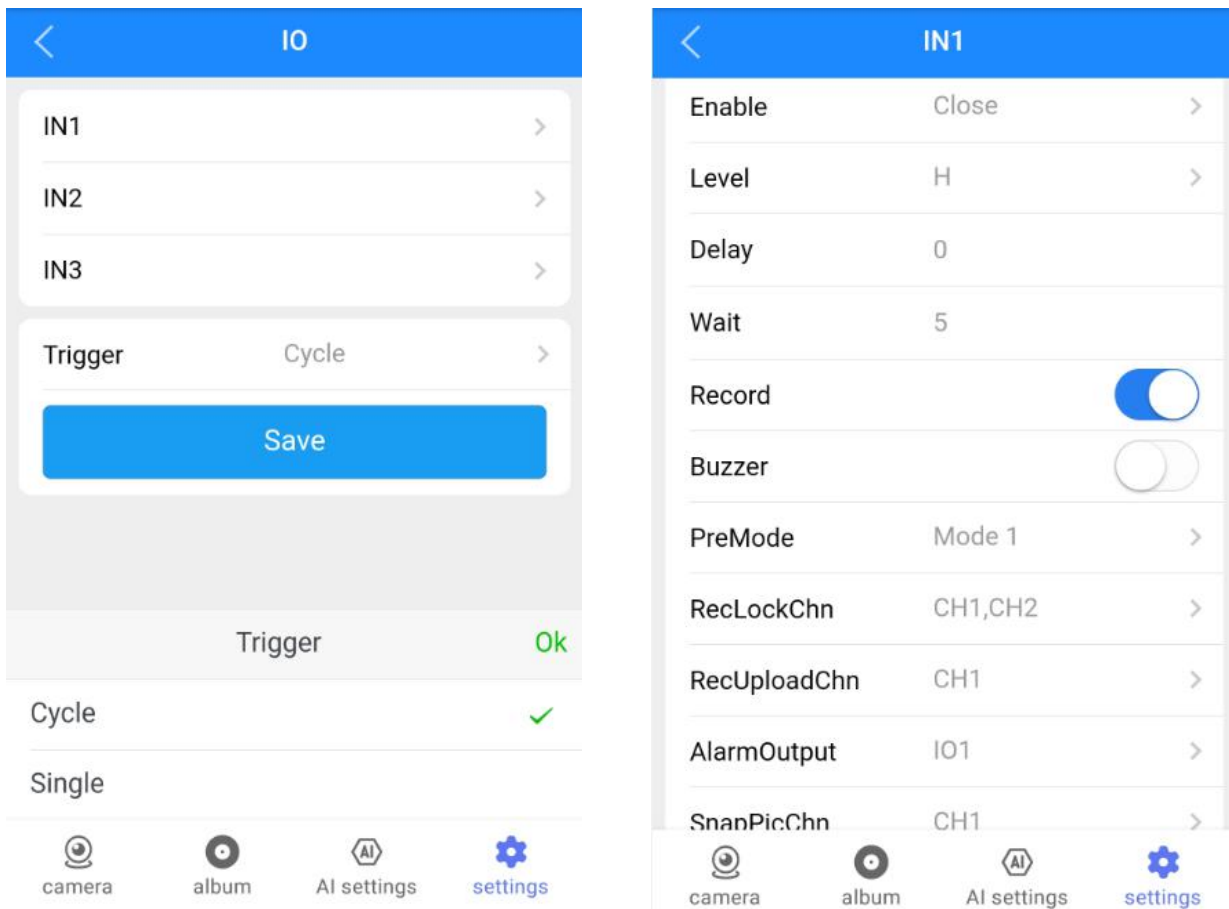 IO
IN1
IN2
IN3
Trigger Cycle
Save
Trigger Ok
Cycle
Single
camera album AI settings settings
IN1
Enable Close
Level H
Delay 0
Wait 5
Record
Buzzer
PreMode Mode 1
RecLockChn CH1,CH2
RecUploadChn CH1
AlarmOutput IO1
SnapPicChn CH1
camera album AI settings settings